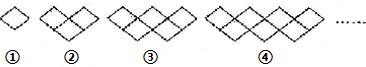 ① ② ③ ④ ……